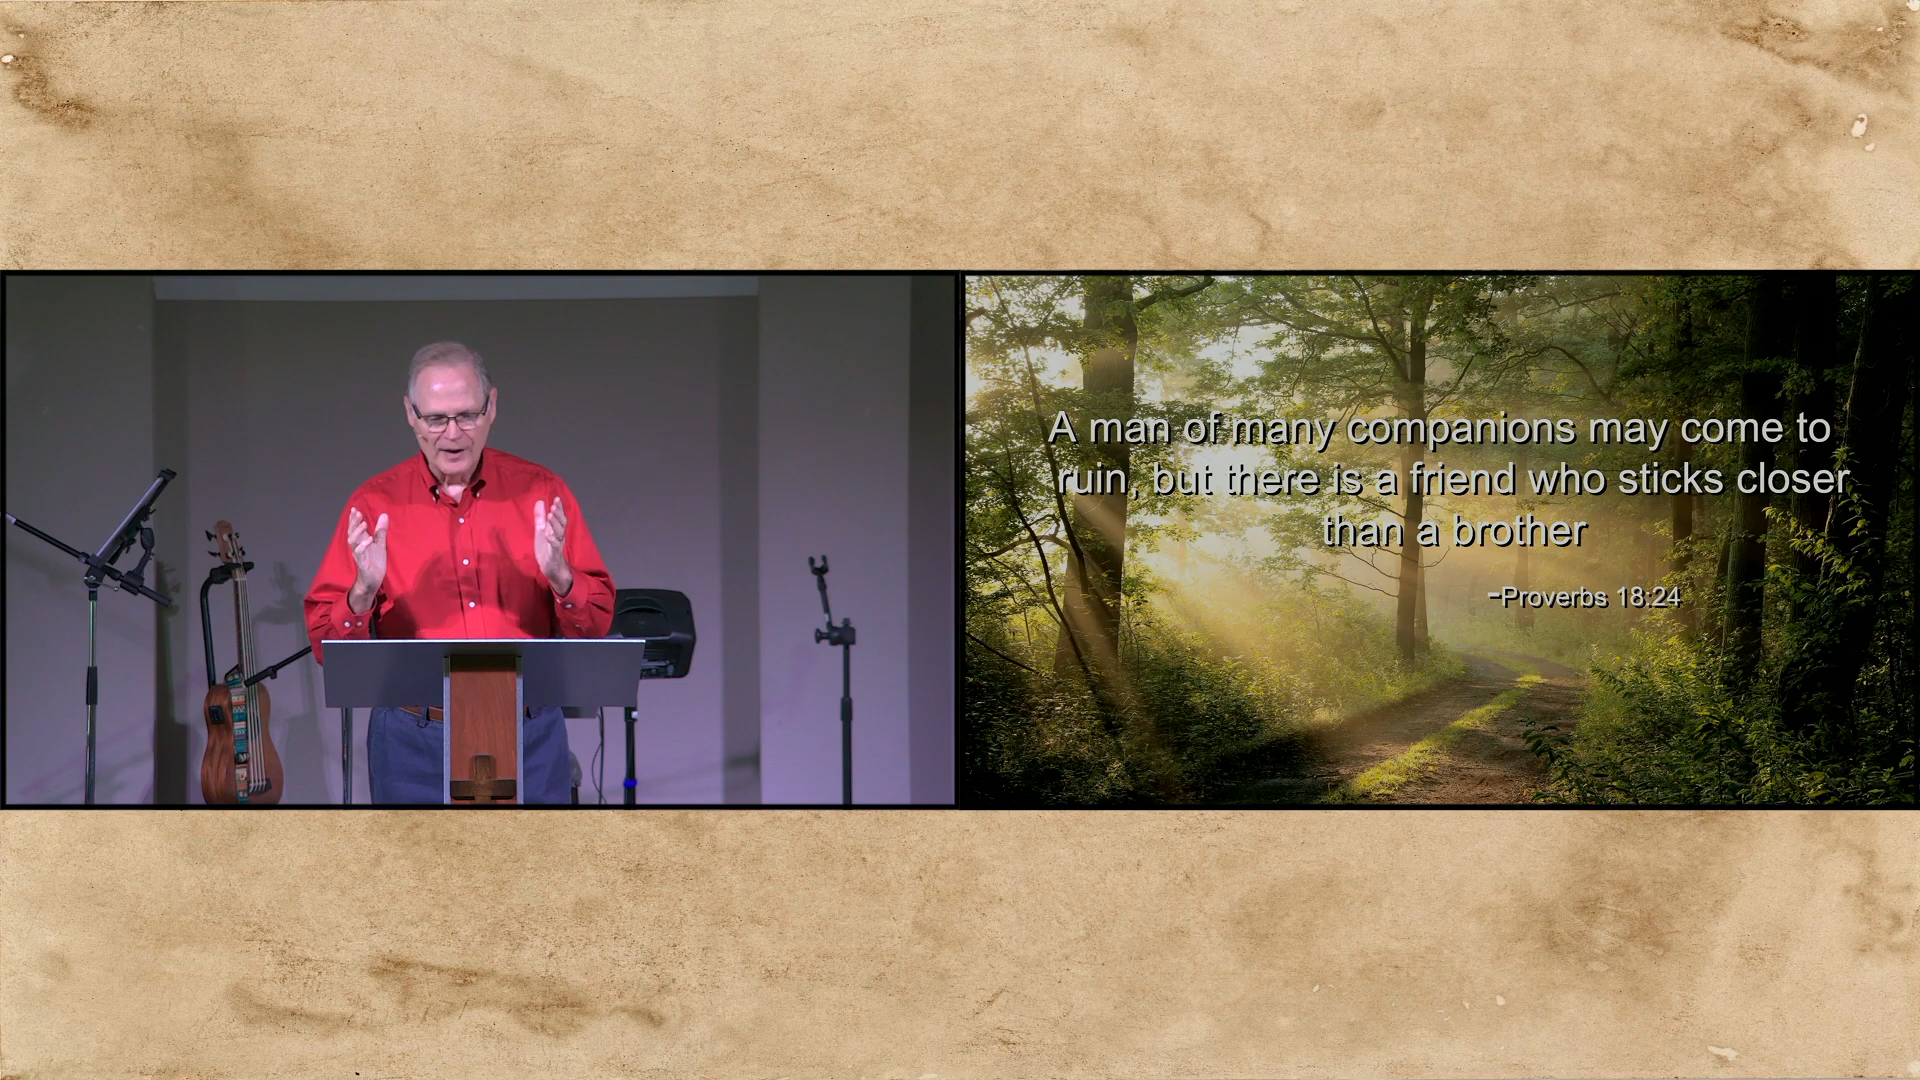 A man of many companions may come to
ruin, but there is a friend who sticks closer
than a brother
-Proverbs 18:24